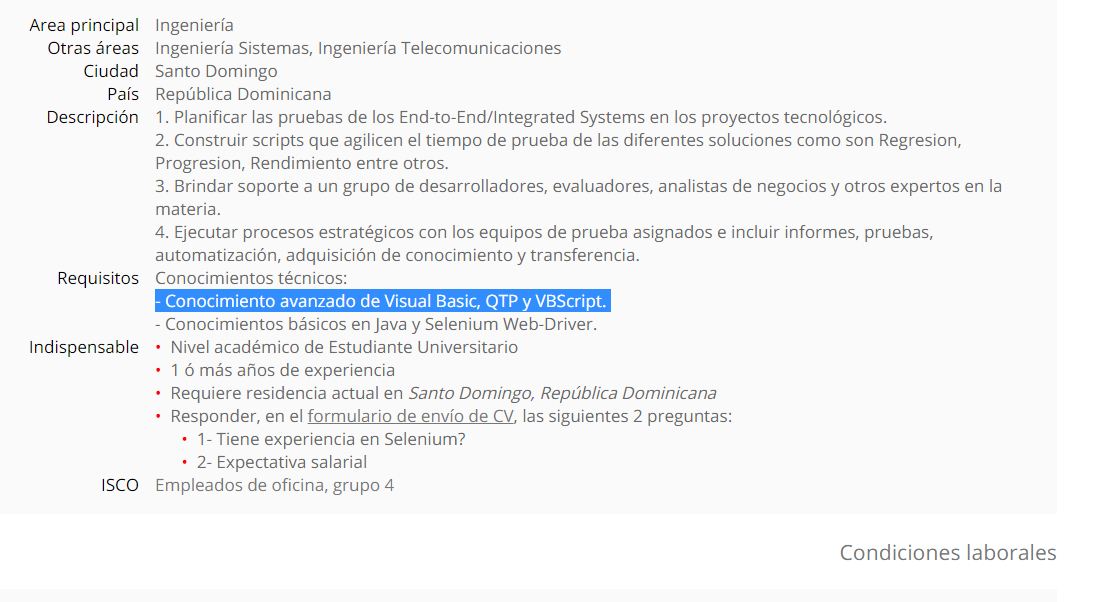 Area principal Ingeniería
Otras áreas Ingeniería Sistemas, Ingeniería Telecomunicaciones
Ciudad Santo Domingo
País República Dominicana
Descripción 1. Planificar las pruebas de los End-to-End/Integrated Systems en los proyectos tecnológicos.
2. Construir scripts que agilicen el tiempo de prueba de las diferentes soluciones como son Regresion,
Progresion, Rendimiento entre otros.
3. Brindar soporte a un grupo de desarrolladores, evaluadores, analistas de negocios y otros expertos en la
materia.
4. Ejecutar procesos estratégicos con los equipos de prueba asignados e incluir informes, pruebas,
automatización, adquisición de conocimiento y transferencia.
Requisitos Conocimientos técnicos:
- Conocimiento avanzado de Visual Basic, QTP y VBScript.
- Conocimientos básicos en Java y Selenium Web-Driver.
Indispensable • Nivel académico de Estudiante Universitario
• 1 ó más años de experiencia
• Requiere residencia actual en Santo Domingo, República Dominicana
• Responder, en el formulario de envío de CV, las siguientes 2 preguntas:
• 1- Tiene experiencia en Selenium?
• 2- Expectativa salarial
ISCO Empleados de oficina, grupo 4
Condiciones laborales